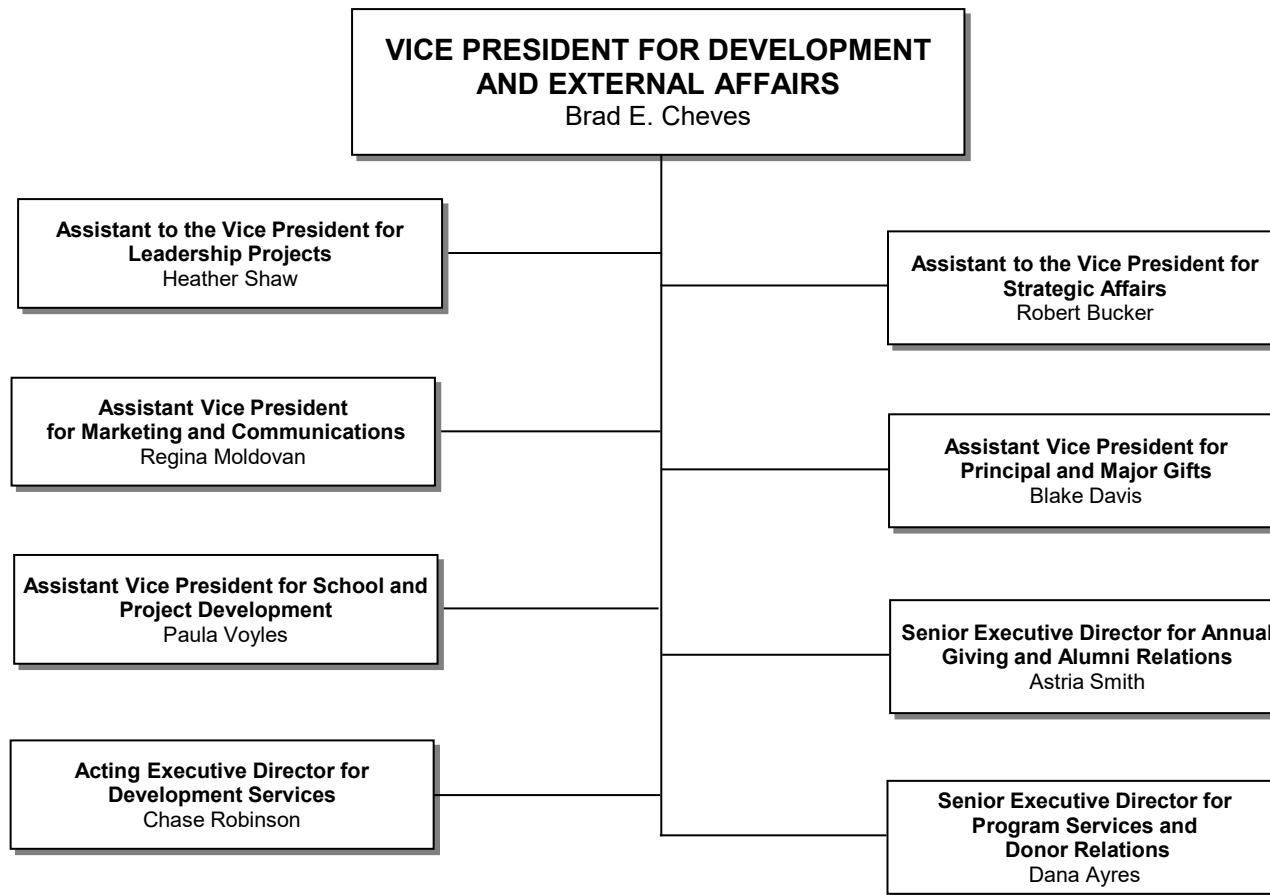 VICE PRESIDENT FOR DEVELOPMENT
AND EXTERNAL AFFAIRS
Brad E. Cheves
Assistant to the Vice President for
Leadership Projects
Heather Shaw
Assistant to the Vice President for
Strategic Affairs
Robert Bucker
Assistant Vice President
for Marketing and Communications
Regina Moldovan
Assistant Vice President for
Principal and Major Gifts
Blake Davis
Assistant Vice President for School and
Project Development
Paula Voyles
Senior Executive Director for Annual
Giving and Alumni Relations
Astria Smith
Acting Executive Director for
Development Services
Chase Robinson
Senior Executive Director for
Program Services and
Donor Relations
Dana Ayres